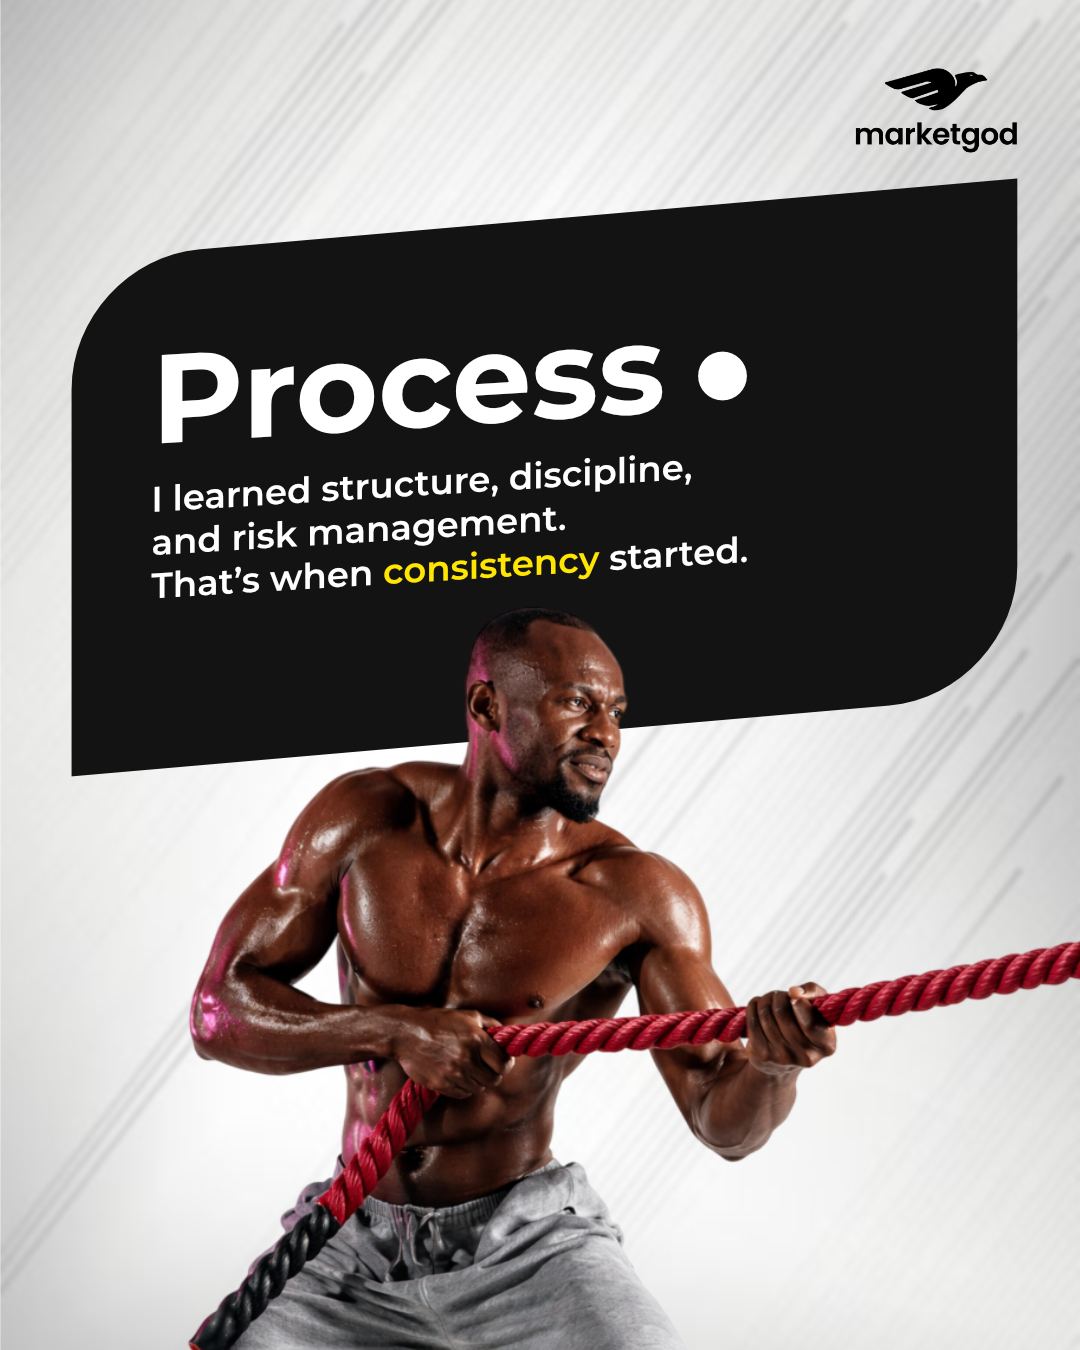 marketgod
Process •
I learned structure, discipline,
and risk management.
That's when consistency started.